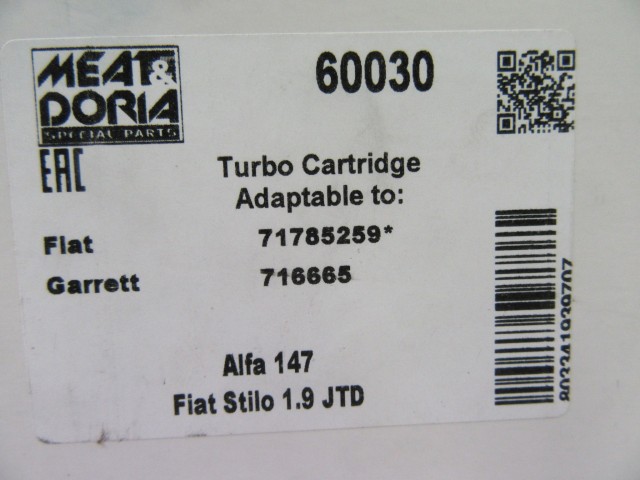 MEAT& 60030
DORIA
SPECIAL PARTS
EAC
Turbo Cartridge
Adaptable to:
Fiat 71785259*
Garrett 716665
Alfa 147
Fiat Stilo 1.9 JTD
803341939707